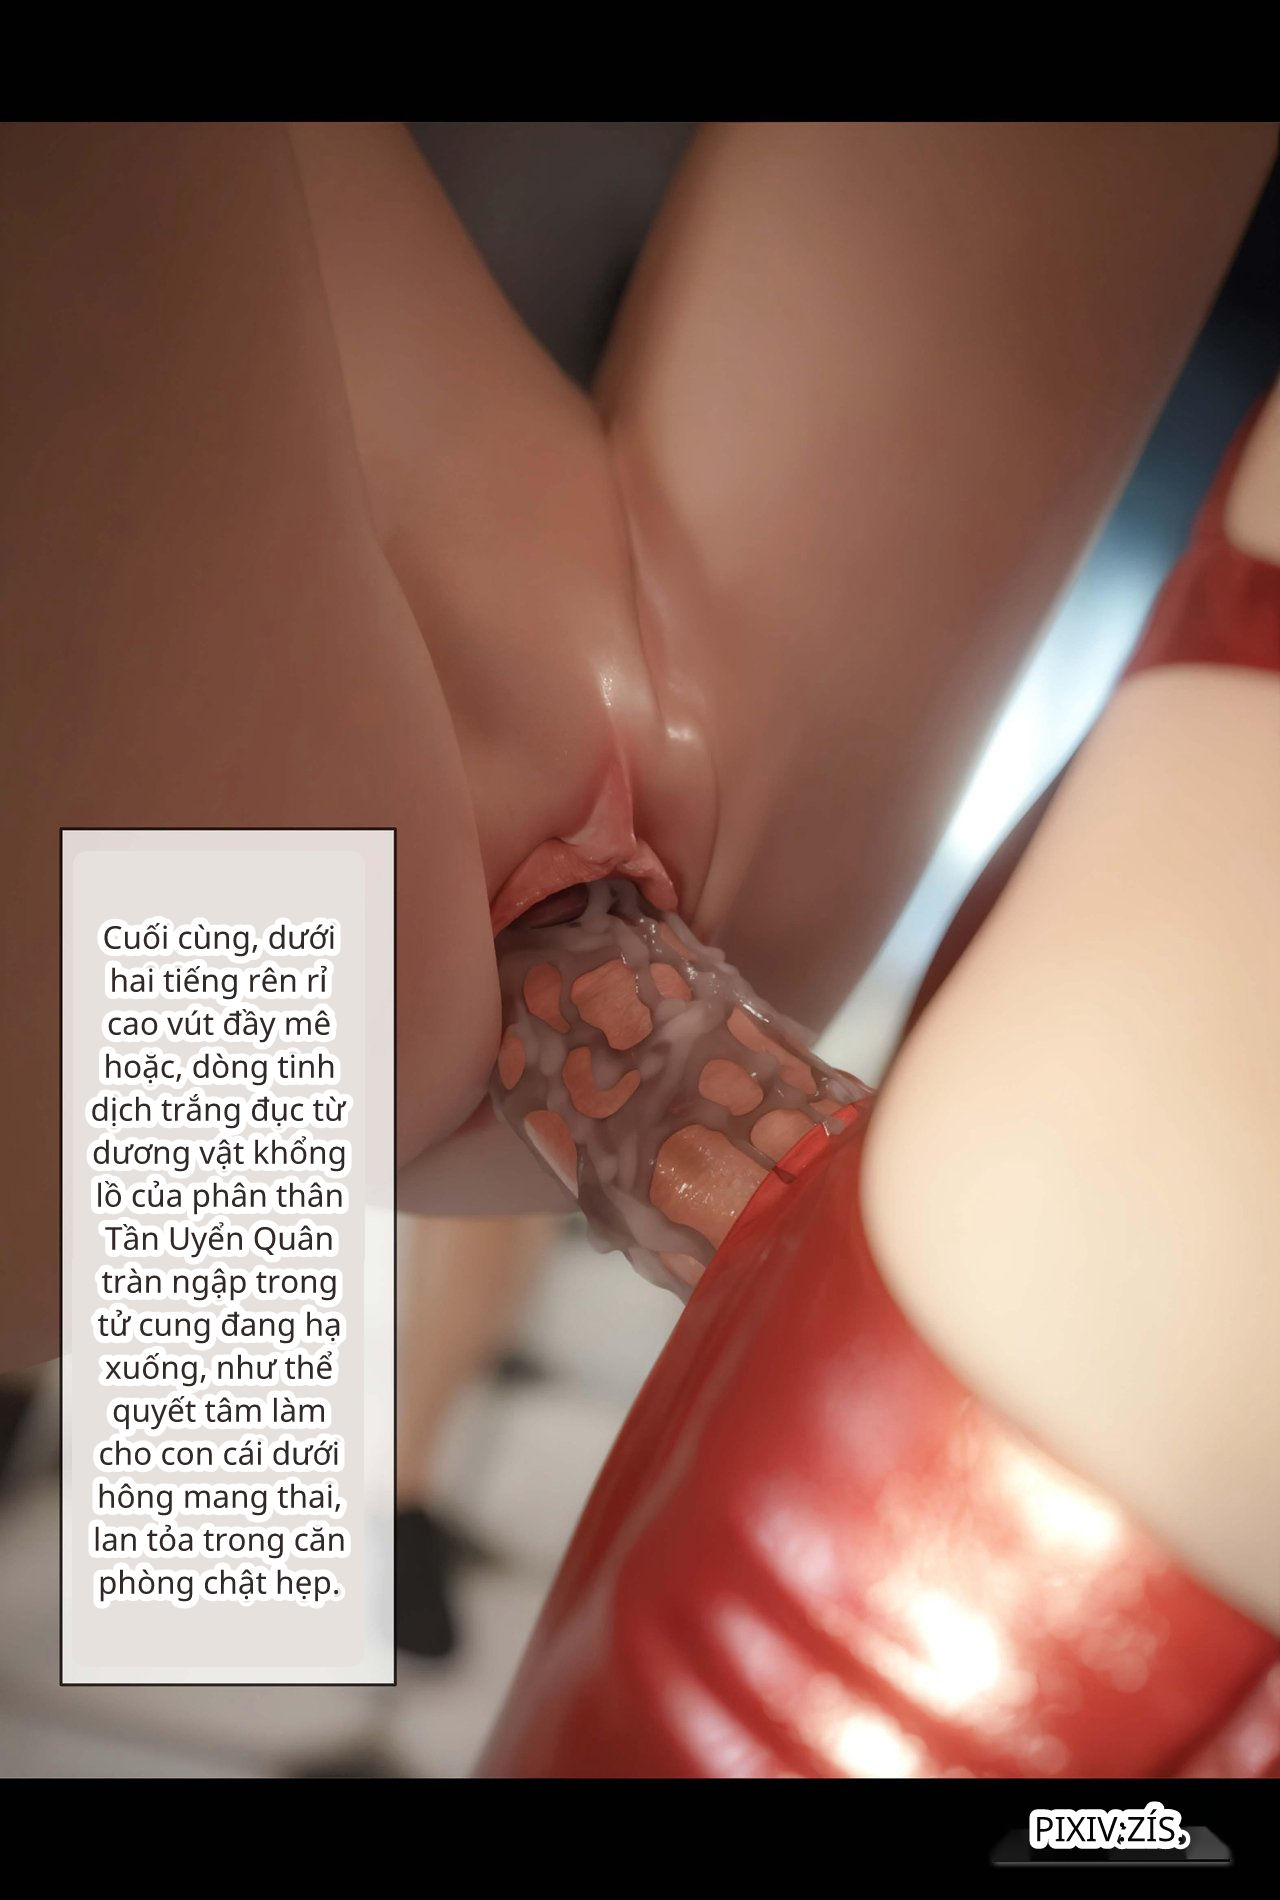 Cuối cùng, dưới
hai tiếng rên rỉ
cao vút đầy mê
hoặc, dòng tinh
dịch trắng đục từ
dương vật khổng
lồ của phân thân
Tần Uyển Quân
tràn ngập trong
tử cung đang hạ
xuống, như thể
quyết tâm làm
cho con cái dưới
hông mang thai,
lan tỏa trong căn
phòng chật hẹp.
PIXIV:ZÍS,